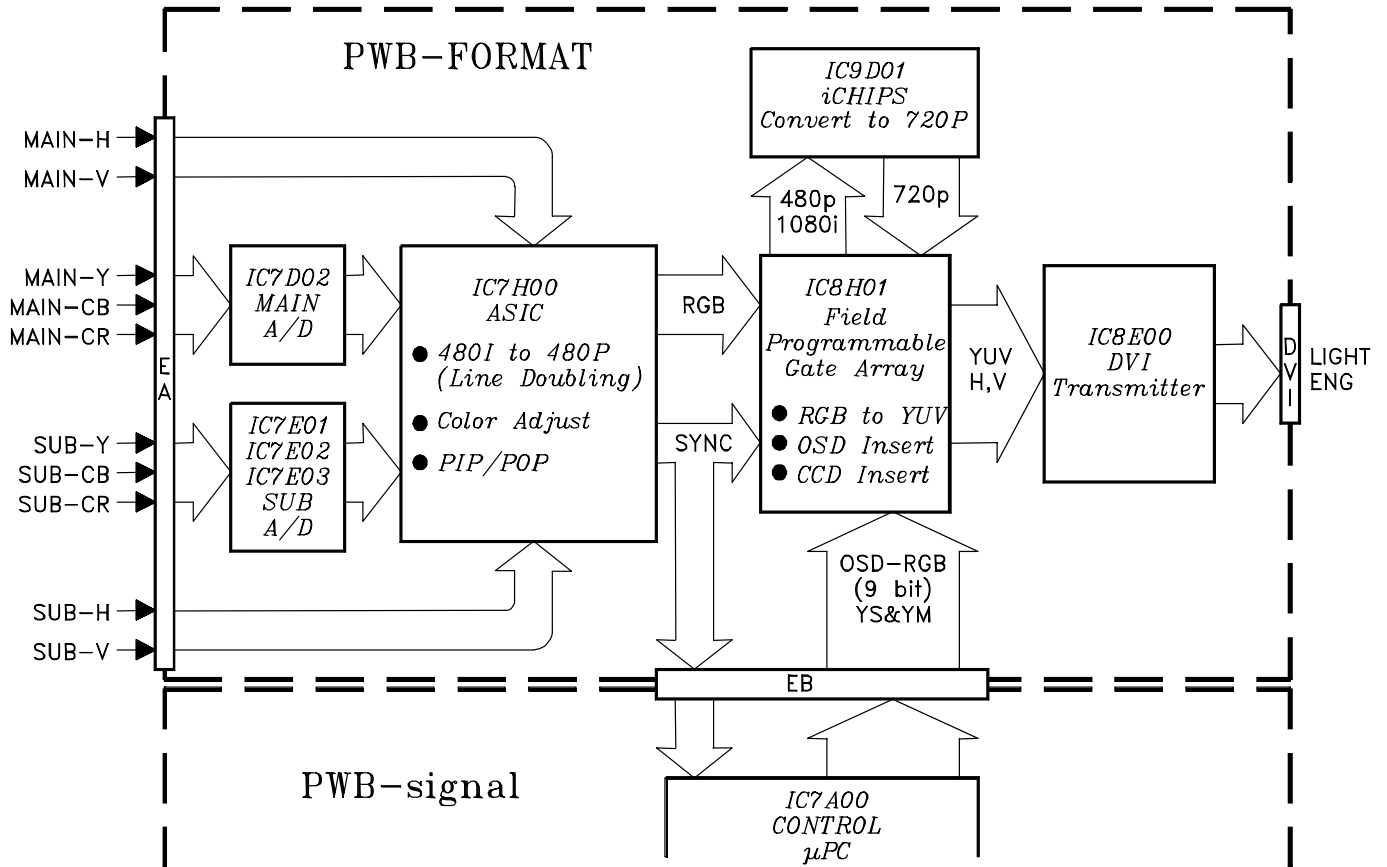 PWB-FORMAT
IC9D01
iCHIPS
Convert to 720P
MAIN-H
MAIN-V
480p
1080i
720p
MAIN-Y
MAIN-CB
MAIN-CR
IC7D02
MAIN
A/D
IC7H00
ASIC
480I to 480P
(Line Doubling)
Color Adjust
PIP/POP
RGB
SYNC
IC8H01
Field
Programmable
Gate Array
RGB to YUV
OSD Insert
CCD Insert
YUV
H,V
IC8E00
DVI
Transmitter
DVI
LIGHT
ENG
EA
SUB-Y
SUB-CB
SUB-CR
IC7E01
IC7E02
IC7E03
SUB
A/D
OSD-RGB
(9 bit)
YS&YM
SUB-H
SUB-V
EB
PWB-signal
IC7A00
CONTROL
µPC